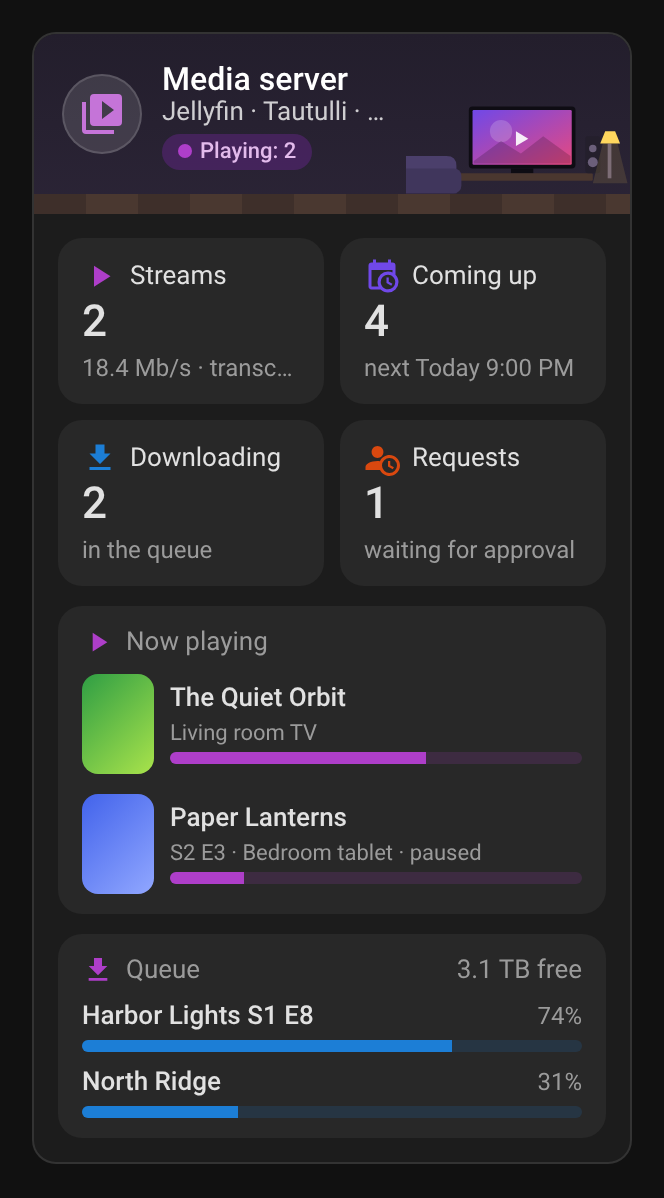 Media server
Jellyfin · Tautulli · …
Playing: 2
Streams
2
18.4 Mb/s · transc…
Coming up
4
next Today 9:00 PM
Downloading
2
in the queue
Requests
1
waiting for approval
Now playing
The Quiet Orbit
Living room TV
Paper Lanterns
S2 E3 · Bedroom tablet · paused
Queue 3.1 TB free
Harbor Lights S1 E8 74%
North Ridge 31%